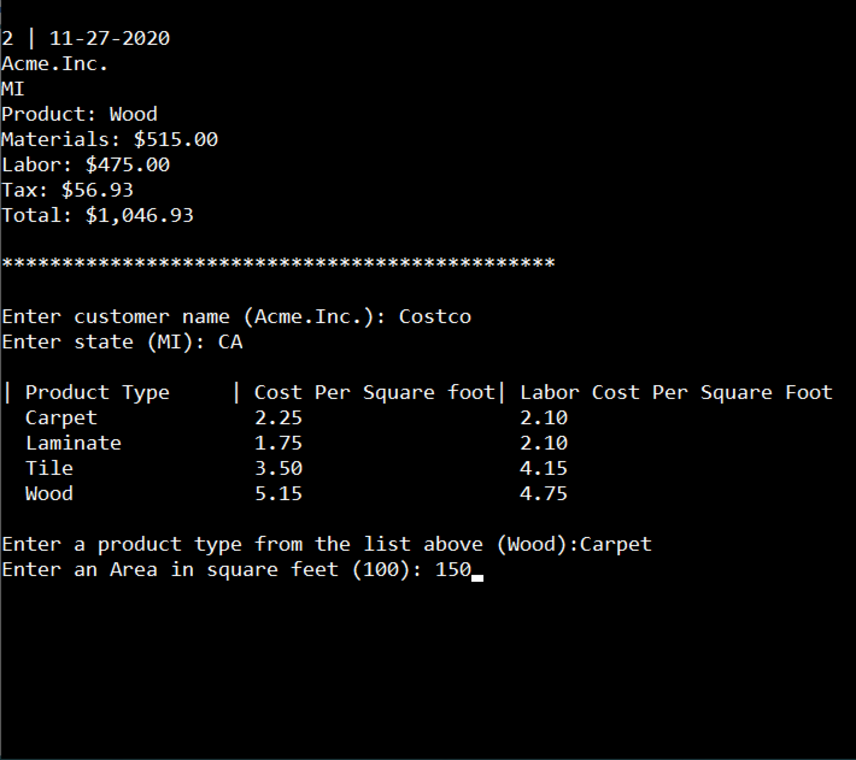 2 | 11-27-2020
Acme.Inc.
MI
Product: Wood
Materials: $515.00
Labor: $475.00
Tax: $56.93
Total: $1,046.93
**********************************************
Enter customer name (Acme.Inc.): Costco
Enter state (MI): CA
| Product Type     | Cost Per Square foot| Labor Cost Per Square Foot
  Carpet             2.25                  2.10
  Laminate           1.75                  2.10
  Tile               3.50                  4.15
  Wood               5.15                  4.75
Enter a product type from the list above (Wood):Carpet
Enter an Area in square feet (100): 150